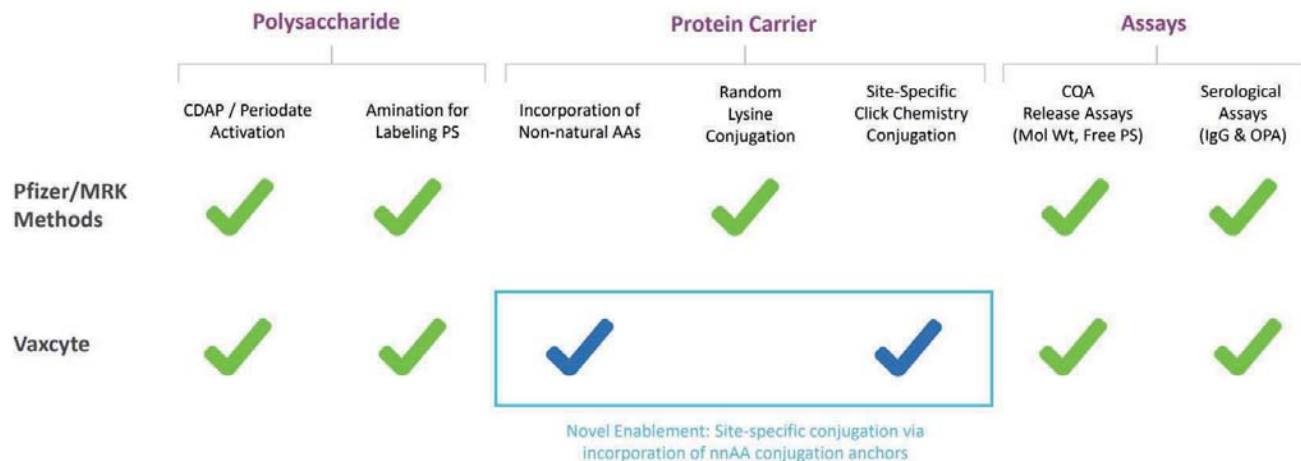 Polysaccharide
Protein Carrier
Assays
CDAP / Periodate
Activation
Amination for
Labeling PS
Incorporation of
Non-natural AAs
Random
Lysine
Conjugation
Site-Specific
Click Chemistry
Conjugation
CQA
Release Assays
(Mol Wt, Free PS)
Serological
Assays
(IgG & OPA)
Pfizer/MRK
Methods
Vaxcyte
Novel Enablement: Site-specific conjugation via
incorporation of nnAA conjugation anchors